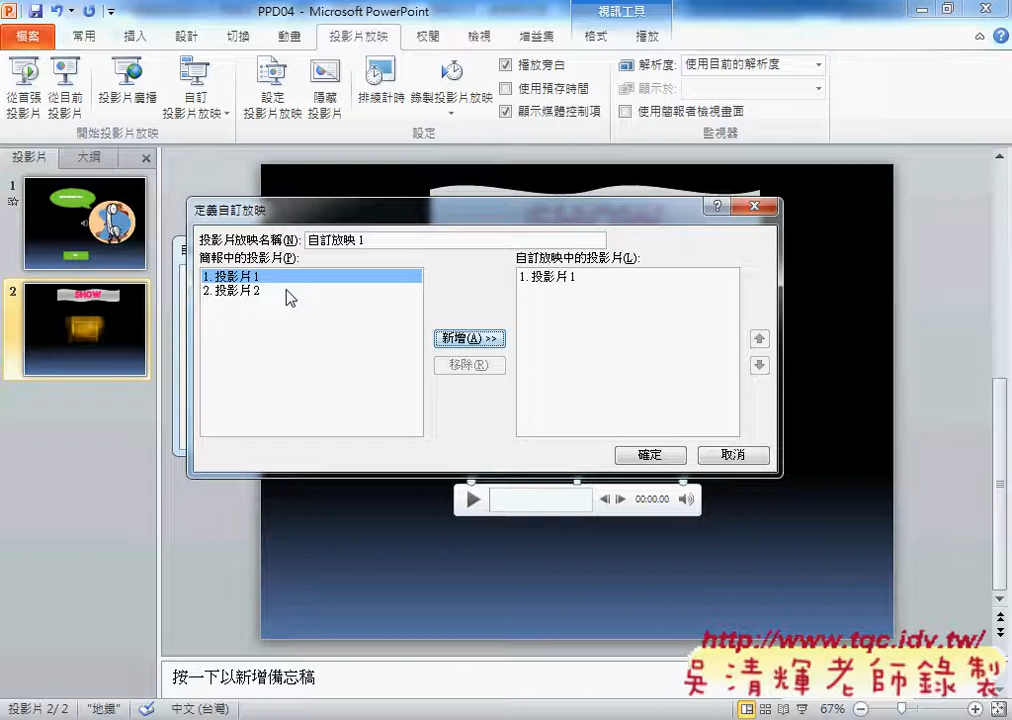 PPD04 - Microsoft PowerPoint
視訊工具
檔案
常用
插入
設計
切換
動畫
投影片放映
校閱
檢視
增益集
格式
播放
從首張
投影片
從目前
投影片
投影片廣播
自訂
投影片放映
設定
投影片放映
隱藏
投影片
排練計時
錄製投影片放映
播放旁白
使用預存時間
顯示媒體控制項
解析度:
使用目前的解析度
顯示於:
使用簡報者檢視畫面
開始投影片放映
設定
監視器
投影片
大綱
1
2
SHOW
定義自訂放映
投影片放映名稱(N):
自訂放映 1
簡報中的投影片(P):
自訂放映中的投影片(L):
1. 投影片 1
2. 投影片 2
1. 投影片 1
新增(A) >>
移除(R)
確定
取消
00:00.00
按一下以新增備忘稿
http://www.tqc.idv.tw/
吳清輝老師錄製
投影片 2/ 2
"地鐵"
中文 (台灣)
67%